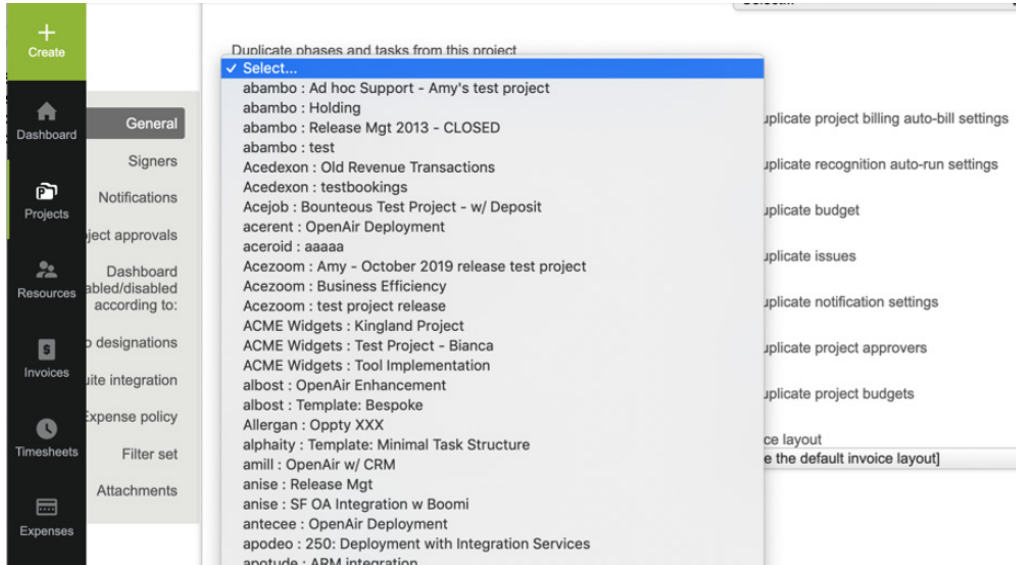 Create
Dashboard
Projects
Resources
Invoices
Timesheets
Expenses
General
Signers
Notifications
ject approvals
Dashboard
abled/disabled
according to:
o designations
uite integration
Expense policy
Filter set
Attachments
Select...
Duplicate phases and tasks from this project
✓ Select...
abambo : Ad hoc Support - Amy's test project
abambo : Holding
abambo : Release Mgt 2013 - CLOSED
abambo : test
Acedexon : Old Revenue Transactions
Acedexon : testbookings
Acejob : Bounteous Test Project - w/ Deposit
acerent : OpenAir Deployment
aceroid : aaaaa
Acezoom : Amy - October 2019 release test project
Acezoom : Business Efficiency
Acezoom : test project release
ACME Widgets : Kingland Project
ACME Widgets : Test Project - Bianca
ACME Widgets : Tool Implementation
albost : OpenAir Enhancement
albost : Template: Bespoke
Allergan : Oppty XXX
alphaity : Template: Minimal Task Structure
amill : OpenAir w/ CRM
anise : Release Mgt
anise : SF OA Integration w Boomi
antecee : OpenAir Deployment
apodeo : 250: Deployment with Integration Services
apotude : ARM integration
uplicate project billing auto-bill settings
uplicate recognition auto-run settings
uplicate budget
uplicate issues
uplicate notification settings
uplicate project approvers
uplicate project budgets
ce layout
e the default invoice layout]